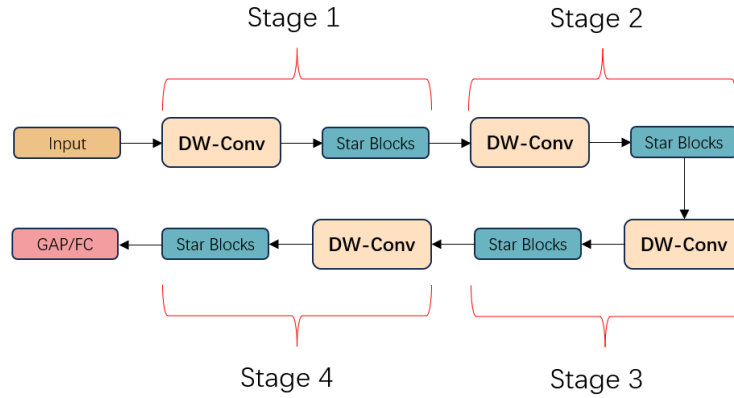 Stage 1
Stage 2
Input
DW-Conv
Star Blocks
DW-Conv
Star Blocks
GAP/FC
Star Blocks
DW-Conv
Star Blocks
DW-Conv
Stage 4
Stage 3